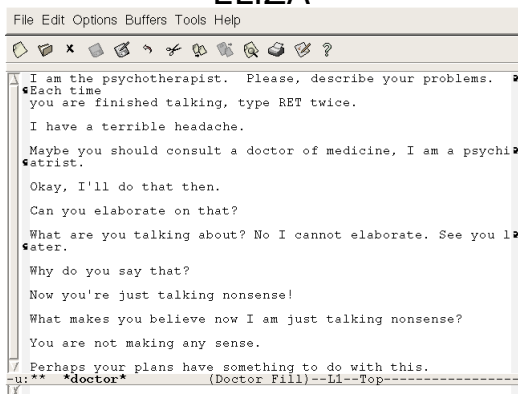 ELIZA
File Edit Options Buffers Tools Help
I am the psychotherapist.  Please, describe your problems.
Each time
you are finished talking, type RET twice.
I have a terrible headache.
Maybe you should consult a doctor of medicine, I am a psychi
atrist.
Okay, I'll do that then.
Can you elaborate on that?
What are you talking about? No I cannot elaborate. See you l
ater.
Why do you say that?
Now you're just talking nonsense!
What makes you believe now I am just talking nonsense?
You are not making any sense.
Perhaps your plans have something to do with this.
-u:**  *doctor*          (Doctor Fill)--L1--Top----------------